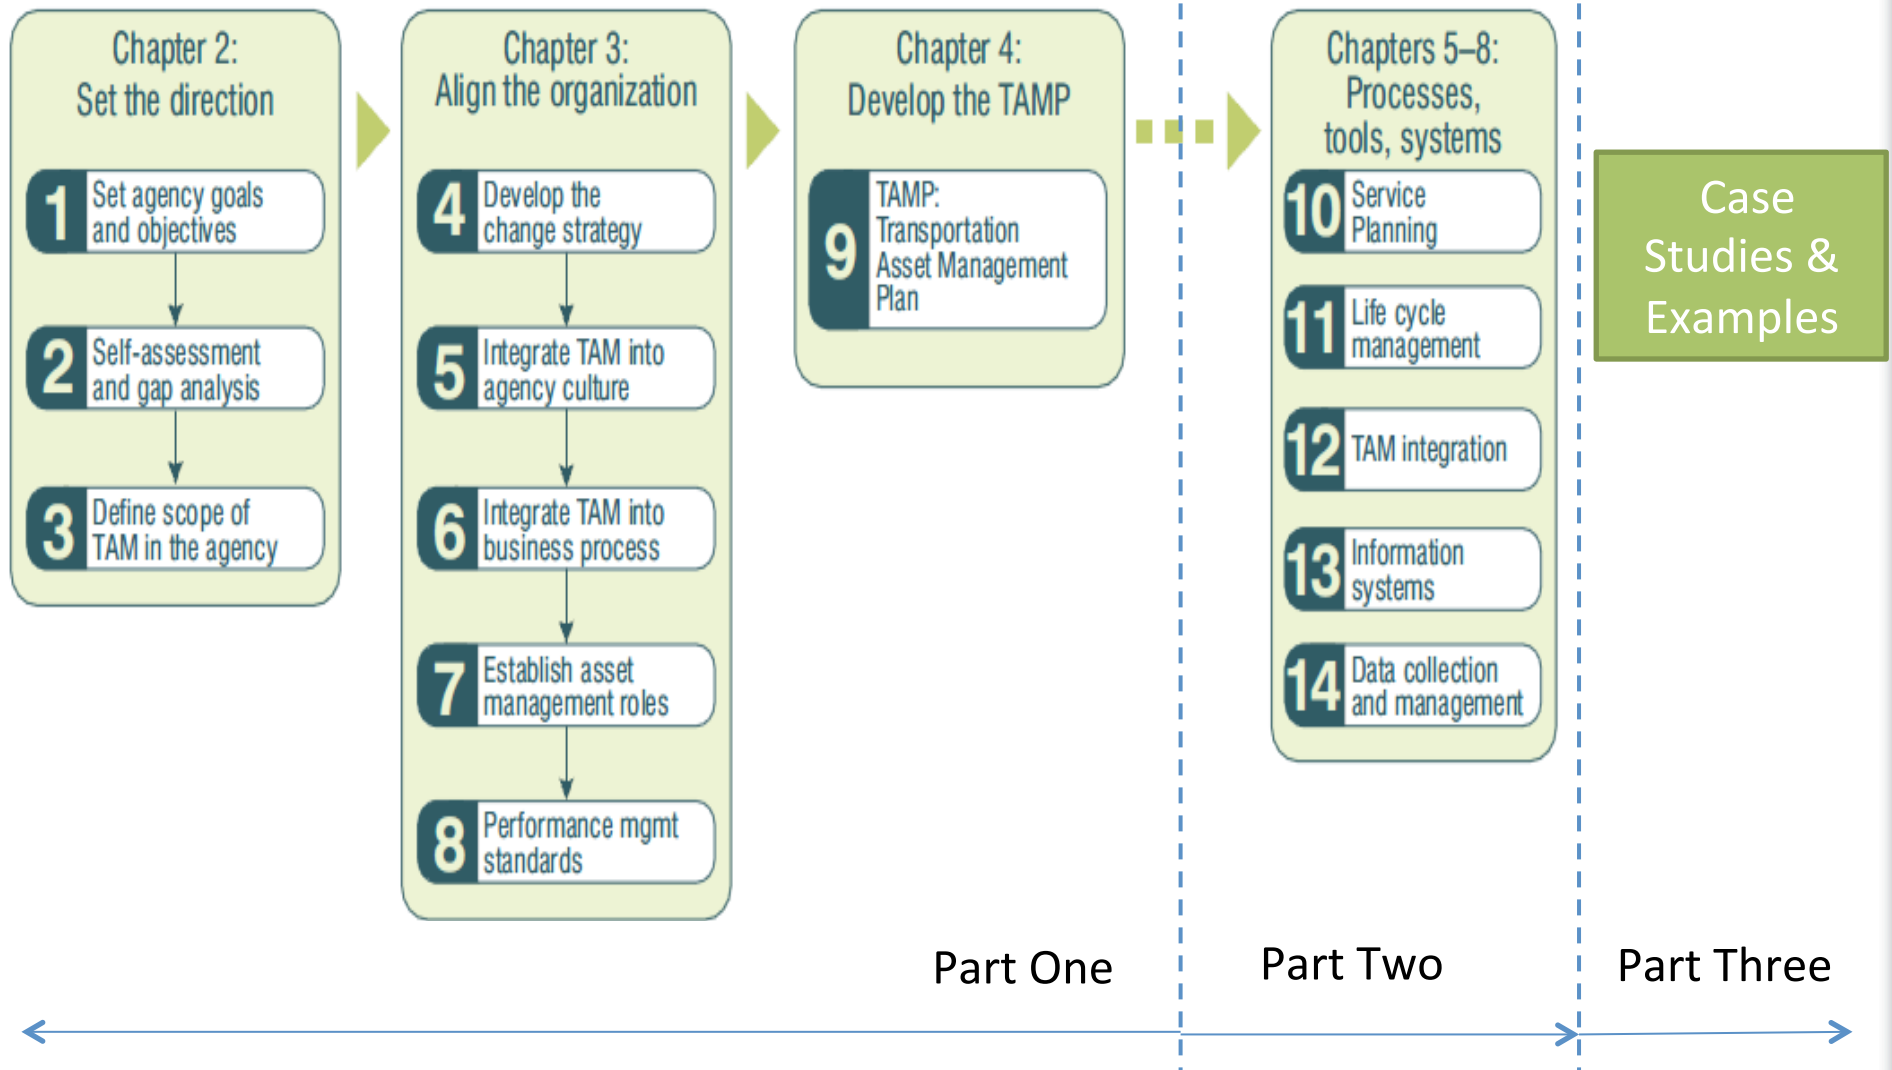 Chapter 2:
Set the direction
1
Set agency goals
and objectives
2
Self-assessment
and gap analysis
3
Define scope of
TAM in the agency
Chapter 3:
Align the organization
4
Develop the
change strategy
5
Integrate TAM into
agency culture
6
Integrate TAM into
business process
7
Establish asset
management roles
8
Performance mgmt
standards
Chapter 4:
Develop the TAMP
9
TAMP:
Transportation
Asset Management
Plan
Chapters 5–8:
Processes,
tools, systems
10
Service
Planning
11
Life cycle
management
12
TAM integration
13
Information
systems
14
Data collection
and management
Case
Studies &
Examples
Part One
Part Two
Part Three